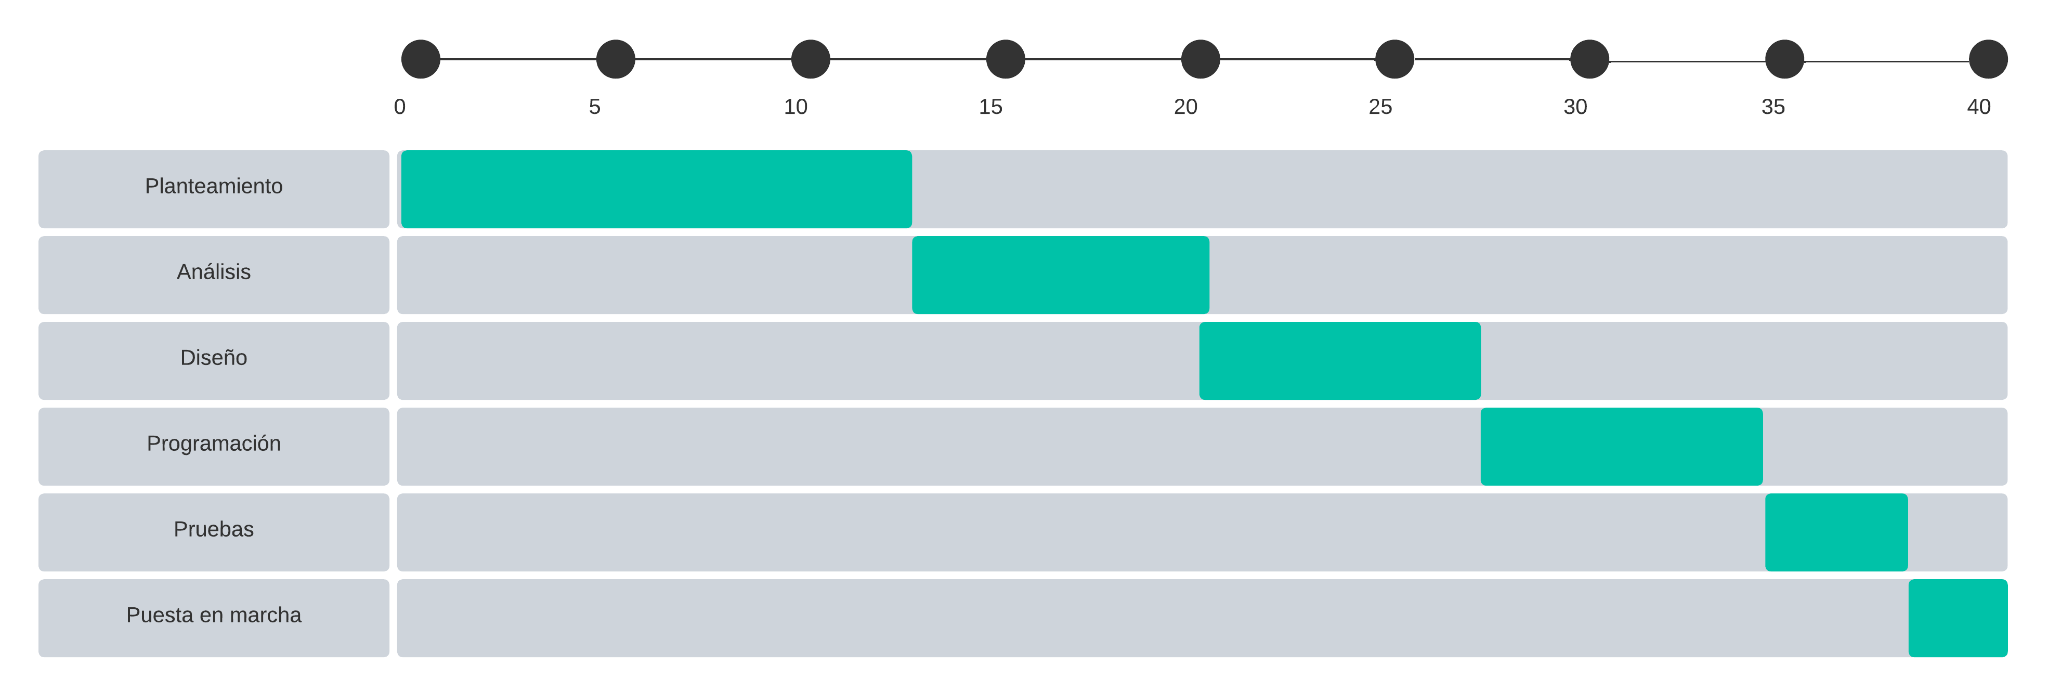 0 5 10 15 20 25 30 35 40
Planteamiento
Análisis
Diseño
Programación
Pruebas
Puesta en marcha